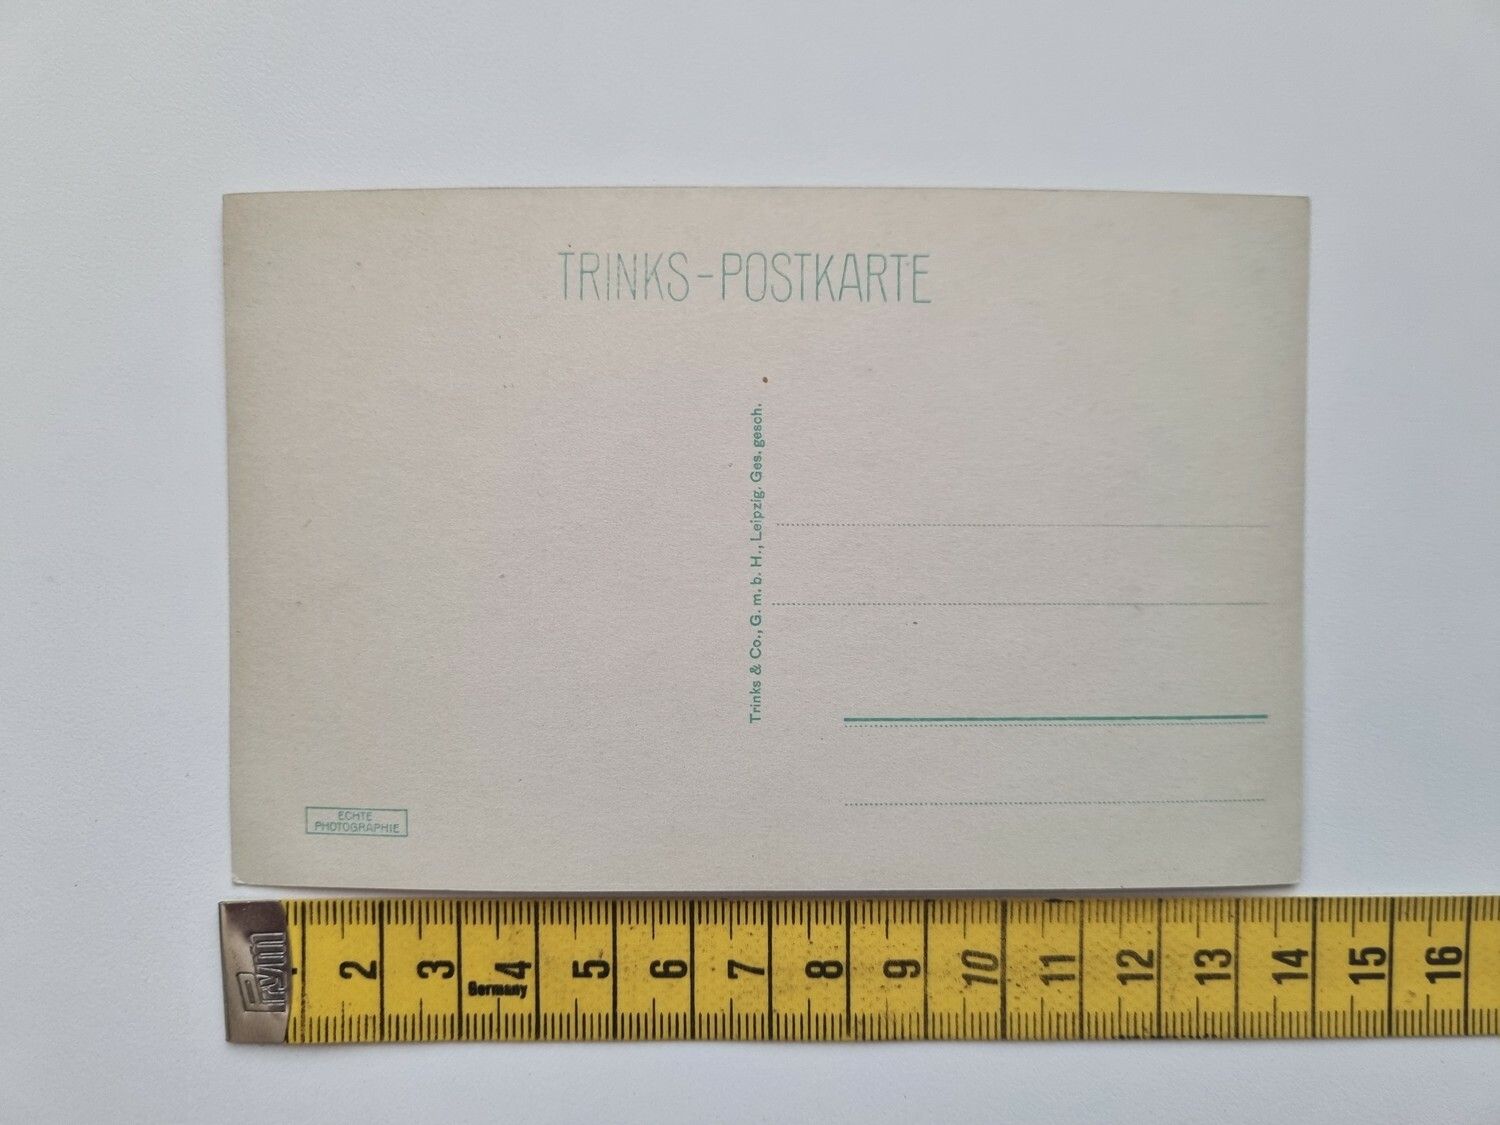 TRINKS-POSTKARTE
Trinks & Co., G. m. b. H., Leipzig. Ges. gesch.
ECHTE
PHOTOGRAPHIE
Prym
2 3 4 5 6 7 8 9 10 11 12 13 14 15 16
Germany